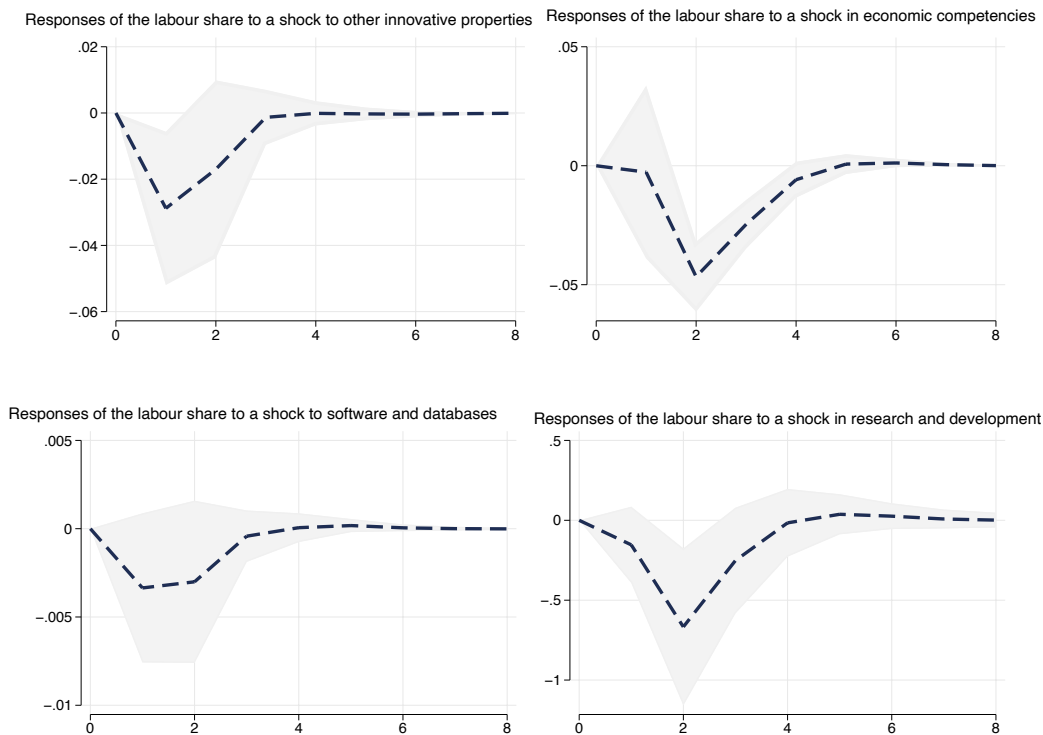 Responses of the labour share to a shock to other innovative properties
.02
0
−.02
−.04
−.06
0 2 4 6 8
Responses of the labour share to a shock in economic competencies
.05
0
−.05
0 2 4 6 8
Responses of the labour share to a shock to software and databases
.005
0
−.005
−.01
0 2 4 6 8
Responses of the labour share to a shock in research and development
.5
0
−.5
−1
0 2 4 6 8